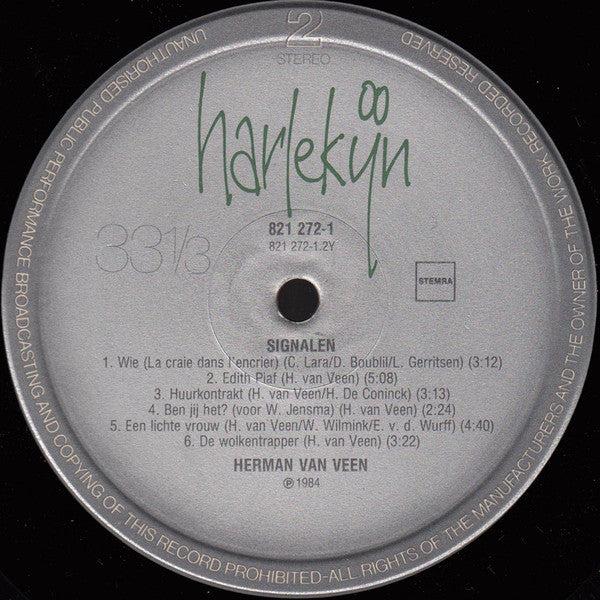 UNAUTHORISED PUBLIC PERFORMANCE BROADCASTING AND COPYING OF THIS RECORD PROHIBITED-ALL RIGHTS OF THE MANUFACTURERS AND THE OWNER OF THE WORK RECORDED RESERVED
2
STEREO
harlekijn
33 1/3
821 272-1
821 272-1.2Y
STEMRA
SIGNALEN
1. Wie (La craie dans l'encrier) (C. Lara/D. Boublil/L. Gerritsen) (3:12)
2. Edith Piaf (H. van Veen) (5:08)
3. Huurkontrakt (H. van Veen/H. De Coninck) (3:13)
4. Ben jij het? (voor W. Jensma) (H. van Veen) (2:24)
5. Een lichte vrouw (H. van Veen/W. Wilmink/E. v. d. Wurff) (4:40)
6. De wolkentrapper (H. van Veen) (3:22)
HERMAN VAN VEEN
℗ 1984